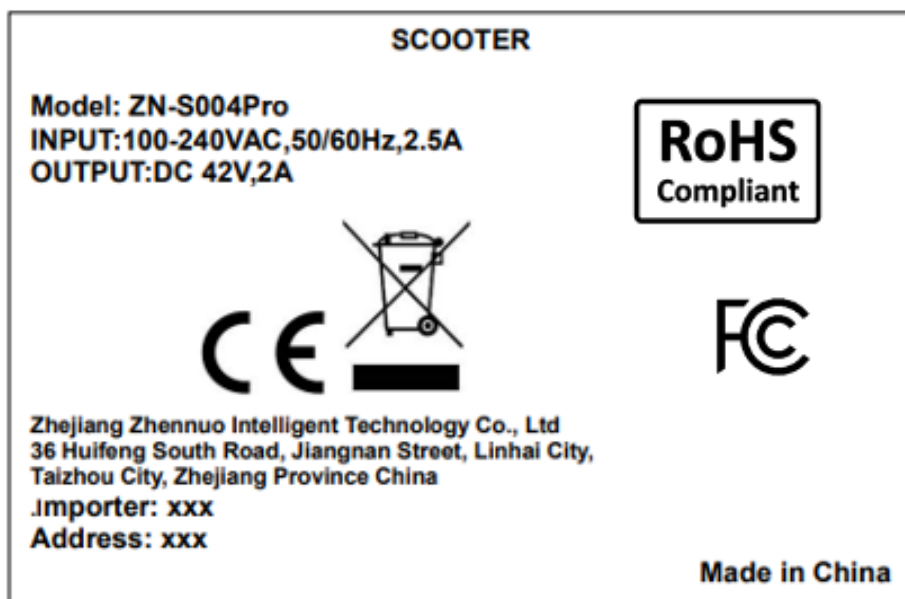 SCOOTER
Model: ZN-S004Pro
INPUT:100-240VAC,50/60Hz,2.5A
OUTPUT:DC 42V,2A
RoHS
Compliant
CE
FC
Zhejiang Zhennuo Intelligent Technology Co., Ltd
36 Huifeng South Road, Jiangnan Street, Linhai City,
Taizhou City, Zhejiang Province China
.Importer: xxx
Address: xxx
Made in China